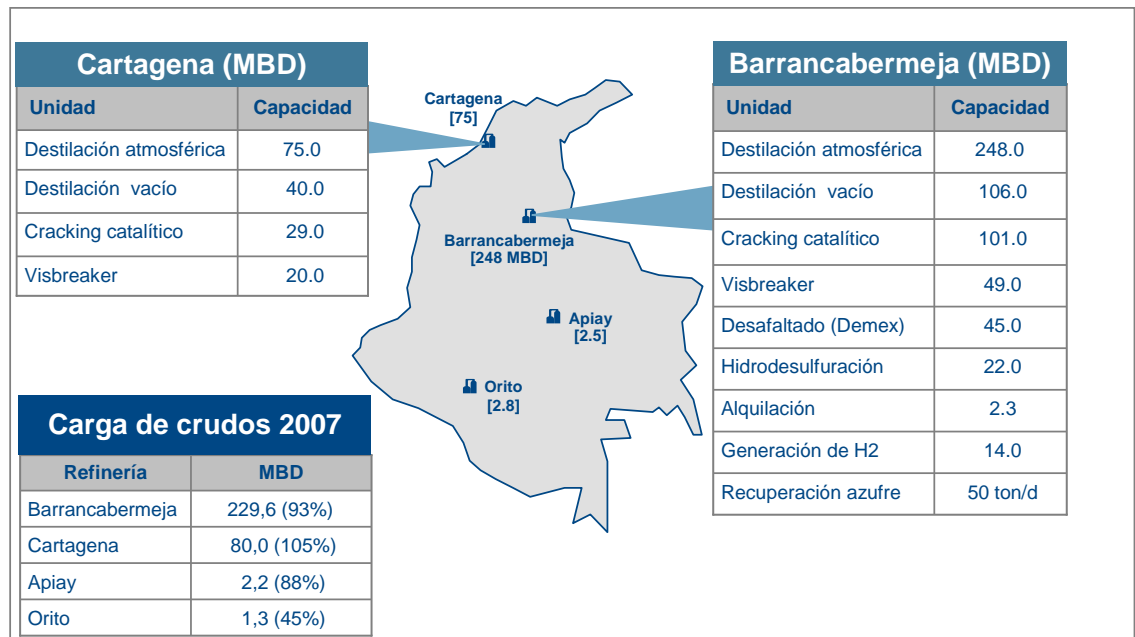 Cartagena (MBD)
Unidad Capacidad
Destilación atmosférica 75.0
Destilación vacío 40.0
Cracking catalítico 29.0
Visbreaker 20.0
Cartagena
[75]
Barrancabermeja
[248 MBD]
Apiay
[2.5]
Orito
[2.8]
Barrancabermeja (MBD)
Unidad Capacidad
Destilación atmosférica 248.0
Destilación vacío 106.0
Cracking catalítico 101.0
Visbreaker 49.0
Desafaltado (Demex) 45.0
Hidrodesulfuración 22.0
Alquilación 2.3
Generación de H2 14.0
Recuperación azufre 50 ton/d
Carga de crudos 2007
Refinería MBD
Barrancabermeja 229,6 (93%)
Cartagena 80,0 (105%)
Apiay 2,2 (88%)
Orito 1,3 (45%)